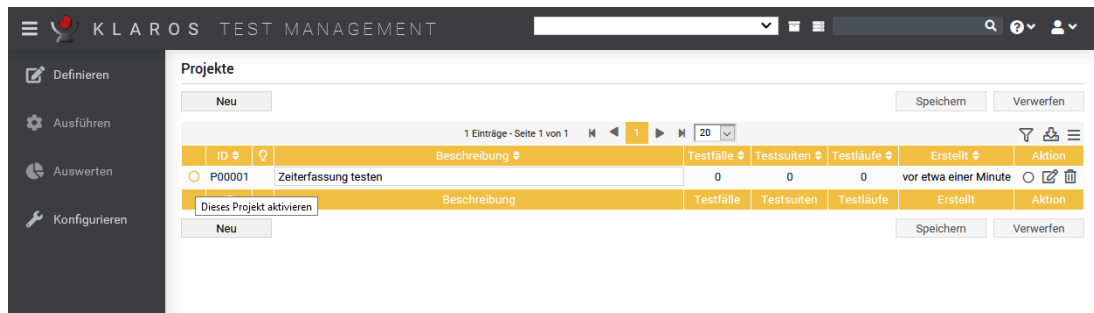 KLAROS TEST MANAGEMENT
Definieren
Ausführen
Auswerten
Konfigurieren
Projekte
Neu
Speichern
Verwerfen
1 Einträge - Seite 1 von 1
1
20
ID Beschreibung Testfälle Testsuiten Testläufe Erstellt Aktion
P00001 Zeiterfassung testen 0 0 0 vor etwa einer Minute
Beschreibung Testfälle Testsuiten Testläufe Erstellt Aktion
Dieses Projekt aktivieren
Neu
Speichern
Verwerfen